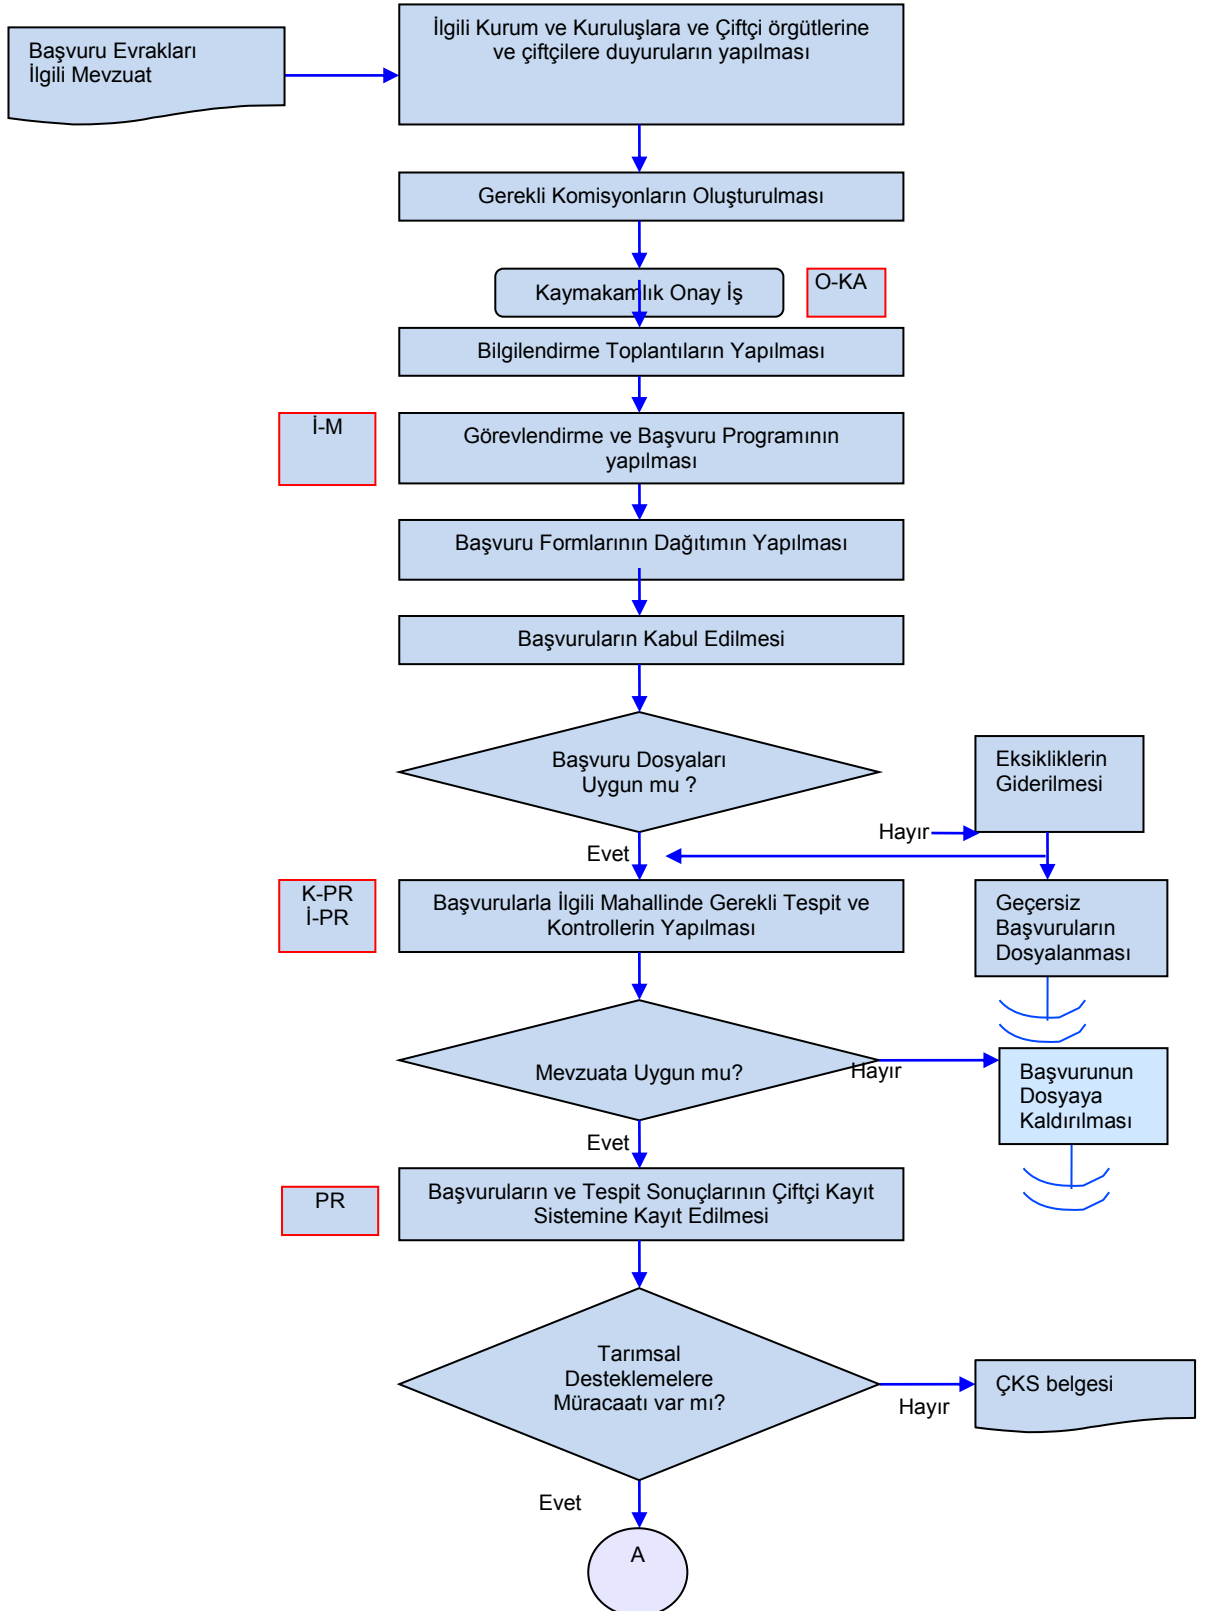 Başvuru Evrakları
İlgili Mevzuat
İlgili Kurum ve Kuruluşlara ve Çiftçi örgütlerine
ve çiftçilere duyuruların yapılması
Gerekli Komisyonların Oluşturulması
Kaymakamlık Onay İş
O-KA
Bilgilendirme Toplantıların Yapılması
İ-M
Görevlendirme ve Başvuru Programının
yapılması
Başvuru Formlarının Dağıtımın Yapılması
Başvuruların Kabul Edilmesi
Başvuru Dosyaları
Uygun mu ?
Eksikliklerin
Giderilmesi
Hayır
Evet
K-PR
İ-PR
Başvurularla İlgili Mahallinde Gerekli Tespit ve
Kontrollerin Yapılması
Geçersiz
Başvuruların
Dosyalanması
Mevzuata Uygun mu?
Hayır
Başvurunun
Dosyaya
Kaldırılması
Evet
PR
Başvuruların ve Tespit Sonuçlarının Çiftçi Kayıt
Sistemine Kayıt Edilmesi
Tarımsal
Desteklemelere
Müracaatı var mı?
Hayır
ÇKS belgesi
Evet
A